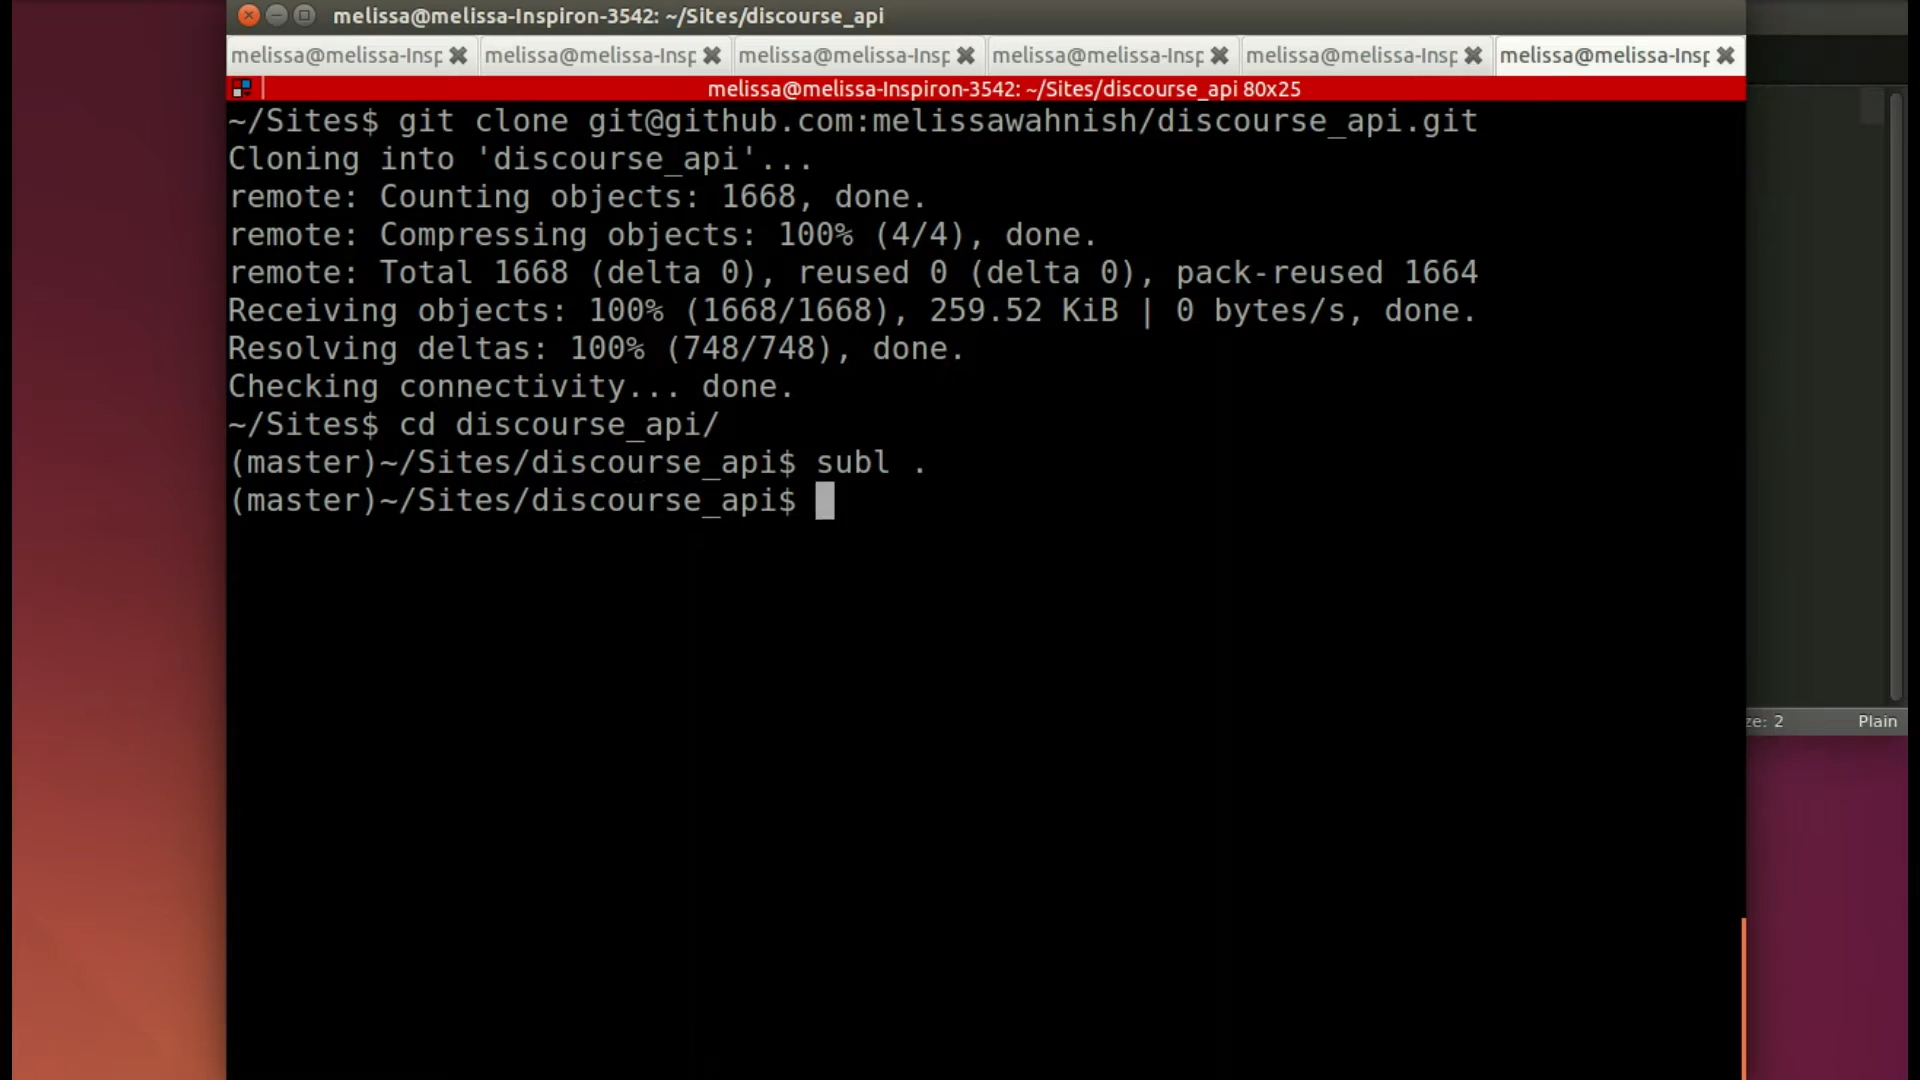 melissa@melissa-Inspiron-3542: ~/Sites/discourse_api
melissa@melissa-Insp melissa@melissa-Insp melissa@melissa-Insp melissa@melissa-Insp melissa@melissa-Insp melissa@melissa-Insp
melissa@melissa-Inspiron-3542: ~/Sites/discourse_api 80x25
~/Sites$ git clone git@github.com:melissawahnish/discourse_api.git
Cloning into 'discourse_api'...
remote: Counting objects: 1668, done.
remote: Compressing objects: 100% (4/4), done.
remote: Total 1668 (delta 0), reused 0 (delta 0), pack-reused 1664
Receiving objects: 100% (1668/1668), 259.52 KiB | 0 bytes/s, done.
Resolving deltas: 100% (748/748), done.
Checking connectivity... done.
~/Sites$ cd discourse_api/
(master)~/Sites/discourse_api$ subl .
(master)~/Sites/discourse_api$
ze: 2 Plain